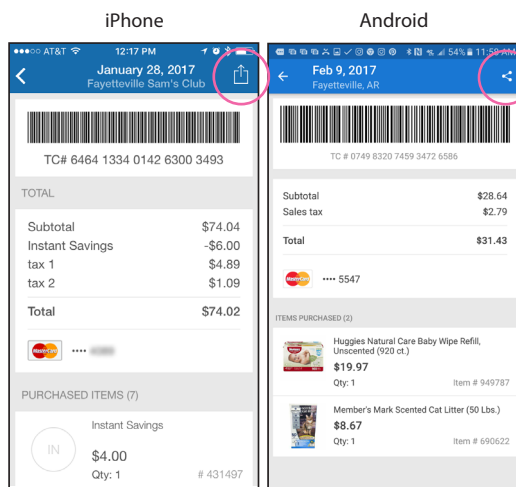 iPhone
Android
AT&T 12:17 PM
January 28, 2017
Fayetteville Sam's Club
TC# 6464 1334 0142 6300 3493
TOTAL
Subtotal $74.04
Instant Savings -$6.00
tax 1 $4.89
tax 2 $1.09
Total $74.02
MasterCard ••••
PURCHASED ITEMS (7)
IN
Instant Savings
$4.00
Qty: 1 # 431497
54% 11:58 AM
Feb 9, 2017
Fayetteville, AR
TC # 0749 8320 7459 3472 6586
Subtotal $28.64
Sales tax $2.79
Total $31.43
MasterCard •••• 5547
ITEMS PURCHASED (2)
Huggies Natural Care Baby Wipe Refill,
Unscented (920 ct.)
$19.97
Qty: 1 Item # 949787
Member's Mark Scented Cat Litter (50 Lbs.)
$8.67
Qty: 1 Item # 690622